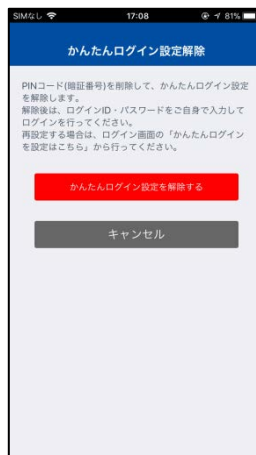 SIMなし 17:08 81%
かんたんログイン設定解除
PINコード(暗証番号)を削除して、かんたんログイン設定
を解除します。
解除後は、ログインID・パスワードをご自身で入力して
ログインを行ってください。
再設定する場合は、ログイン画面の「かんたんログイン
を設定はこちら」から行ってください。
かんたんログイン設定を解除する
キャンセル